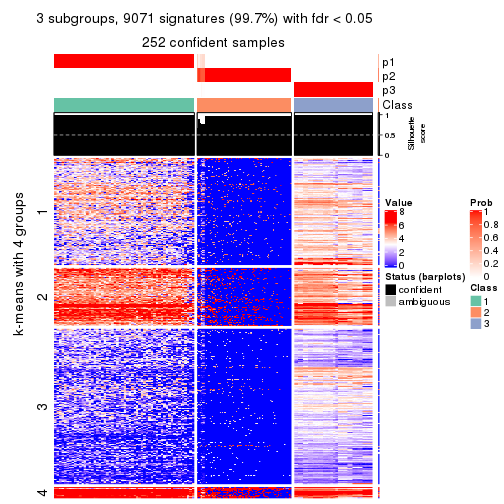 3 subgroups, 9071 signatures (99.7%) with fdr < 0.05
252 confident samples
p1
p2
p3
Class
1
0.5
0
Silhouette
score
k-means with 4 groups
1
2
3
4
Value
8
6
4
2
0
Status (barplots)
confident
ambiguous
Prob
1
0.8
0.6
0.4
0.2
0
Class
1
2
3